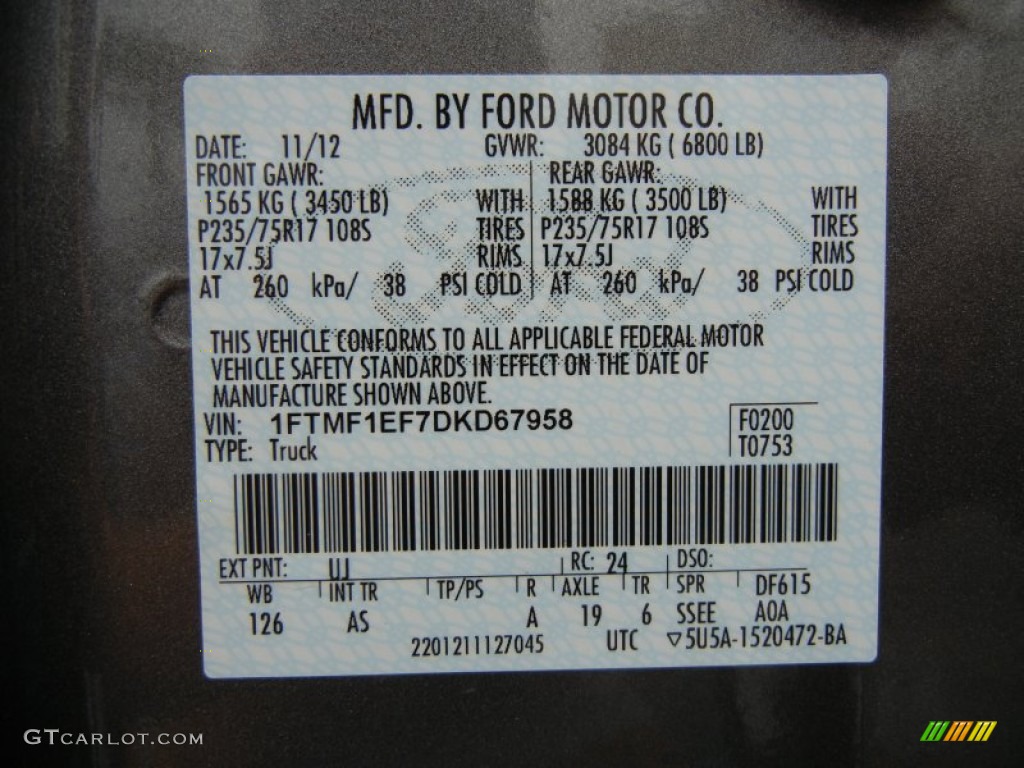 MFD. BY FORD MOTOR CO.
DATE: 11/12 GVWR: 3084 KG ( 6800 LB)
FRONT GAWR: REAR GAWR:
1565 KG ( 3450 LB) WITH 1588 KG ( 3500 LB) WITH
P235/75R17 108S TIRES P235/75R17 108S TIRES
17x7.5J RIMS 17x7.5J RIMS
AT 260 kPa/ 38 PSI COLD AT 260 kPa/ 38 PSI COLD
THIS VEHICLE CONFORMS TO ALL APPLICABLE FEDERAL MOTOR
VEHICLE SAFETY STANDARDS IN EFFECT ON THE DATE OF
MANUFACTURE SHOWN ABOVE.
VIN: 1FTMF1EF7DKD67958 F0200
TYPE: Truck T0753
EXT PNT: UJ RC: 24 DSO:
WB INT TR TP/PS R AXLE TR SPR DF615
126 AS A 19 6 SSEE A0A
2201211127045 UTC ▽5U5A-1520472-BA
GTCARLOT.COM